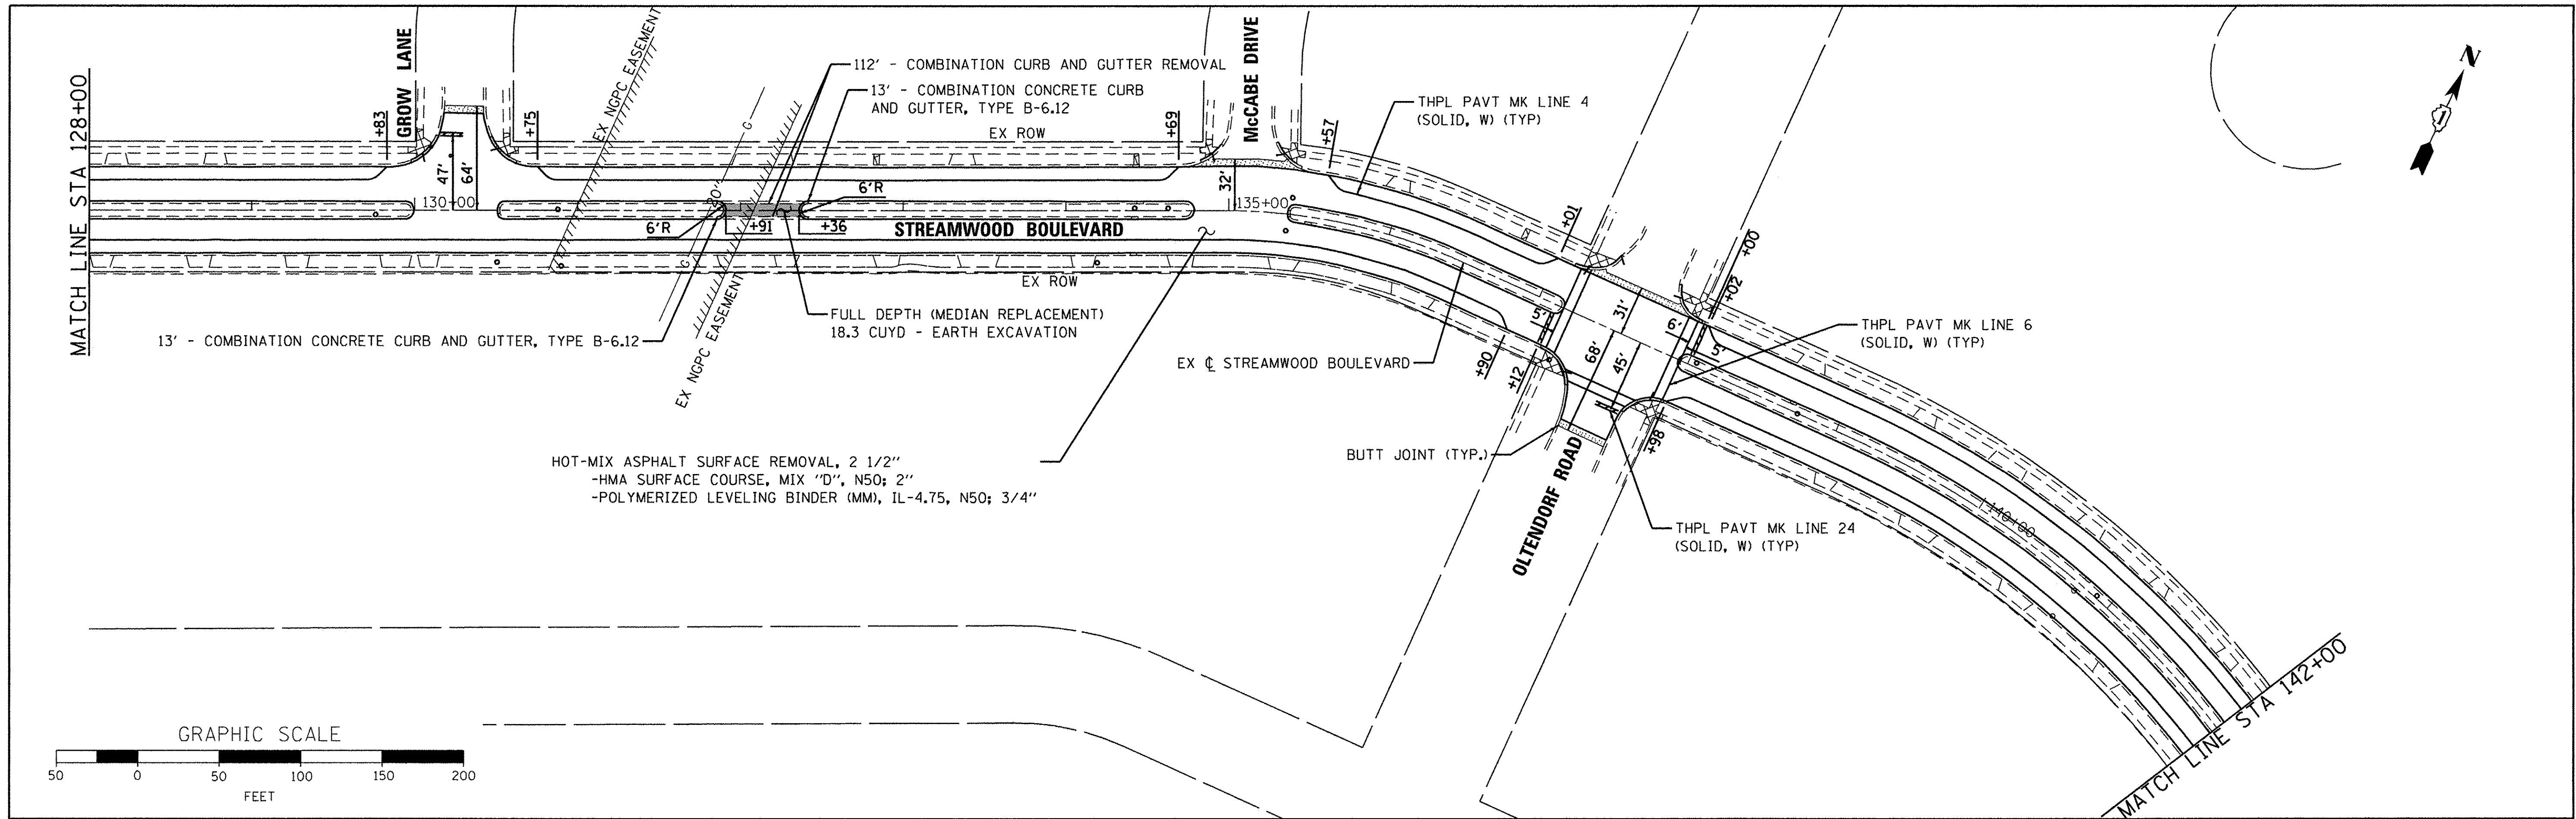 MATCH LINE STA 128+00
+83
GROW LANE
47'
64'
130+00
+75
EX NGPC EASEMENT
G
20"
112' - COMBINATION CURB AND GUTTER REMOVAL
13' - COMBINATION CONCRETE CURB
AND GUTTER, TYPE B-6.12
EX ROW
6'R
6'R
+91
+36
STREAMWOOD BOULEVARD
+69
McCABE DRIVE
32'
135+00
+57
THPL PAVT MK LINE 4
(SOLID, W) (TYP)
N
1
+01
+00
+02
G
EX NGPC EASEMENT
EX ROW
FULL DEPTH (MEDIAN REPLACEMENT)
18.3 CUYD - EARTH EXCAVATION
13' - COMBINATION CONCRETE CURB AND GUTTER, TYPE B-6.12
EX ℄ STREAMWOOD BOULEVARD
5'
31'
6'
5'
68'
45'
+90
+12
+98
THPL PAVT MK LINE 6
(SOLID, W) (TYP)
HOT-MIX ASPHALT SURFACE REMOVAL, 2 1/2"
-HMA SURFACE COURSE, MIX "D", N50; 2"
-POLYMERIZED LEVELING BINDER (MM), IL-4.75, N50; 3/4"
BUTT JOINT (TYP.)
OLTENDORF ROAD
THPL PAVT MK LINE 24
(SOLID, W) (TYP)
140+00
MATCH LINE STA 142+00
GRAPHIC SCALE
50 0 50 100 150 200
FEET